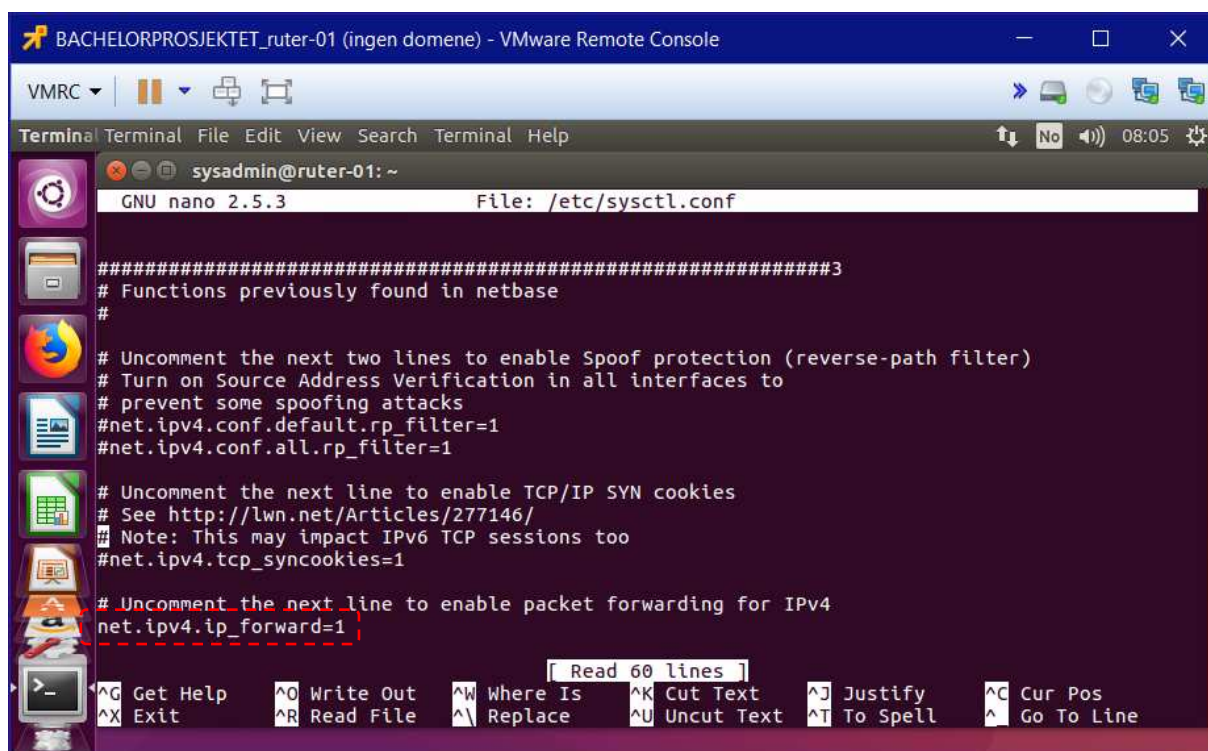 BACHELORPROSJEKTET_ruter-01 (ingen domene) - VMware Remote Console
VMRC
Terminal Terminal File Edit View Search Terminal Help No 08:05
sysadmin@ruter-01: ~
GNU nano 2.5.3 File: /etc/sysctl.conf
##############################################################3
# Functions previously found in netbase
#
# Uncomment the next two lines to enable Spoof protection (reverse-path filter)
# Turn on Source Address Verification in all interfaces to
# prevent some spoofing attacks
#net.ipv4.conf.default.rp_filter=1
#net.ipv4.conf.all.rp_filter=1
# Uncomment the next line to enable TCP/IP SYN cookies
# See http://lwn.net/Articles/277146/
# Note: This may impact IPv6 TCP sessions too
#net.ipv4.tcp_syncookies=1
# Uncomment the next line to enable packet forwarding for IPv4
net.ipv4.ip_forward=1
[ Read 60 lines ]
^G Get Help ^O Write Out ^W Where Is ^K Cut Text ^J Justify ^C Cur Pos
^X Exit ^R Read File ^\ Replace ^U Uncut Text ^T To Spell ^_ Go To Line